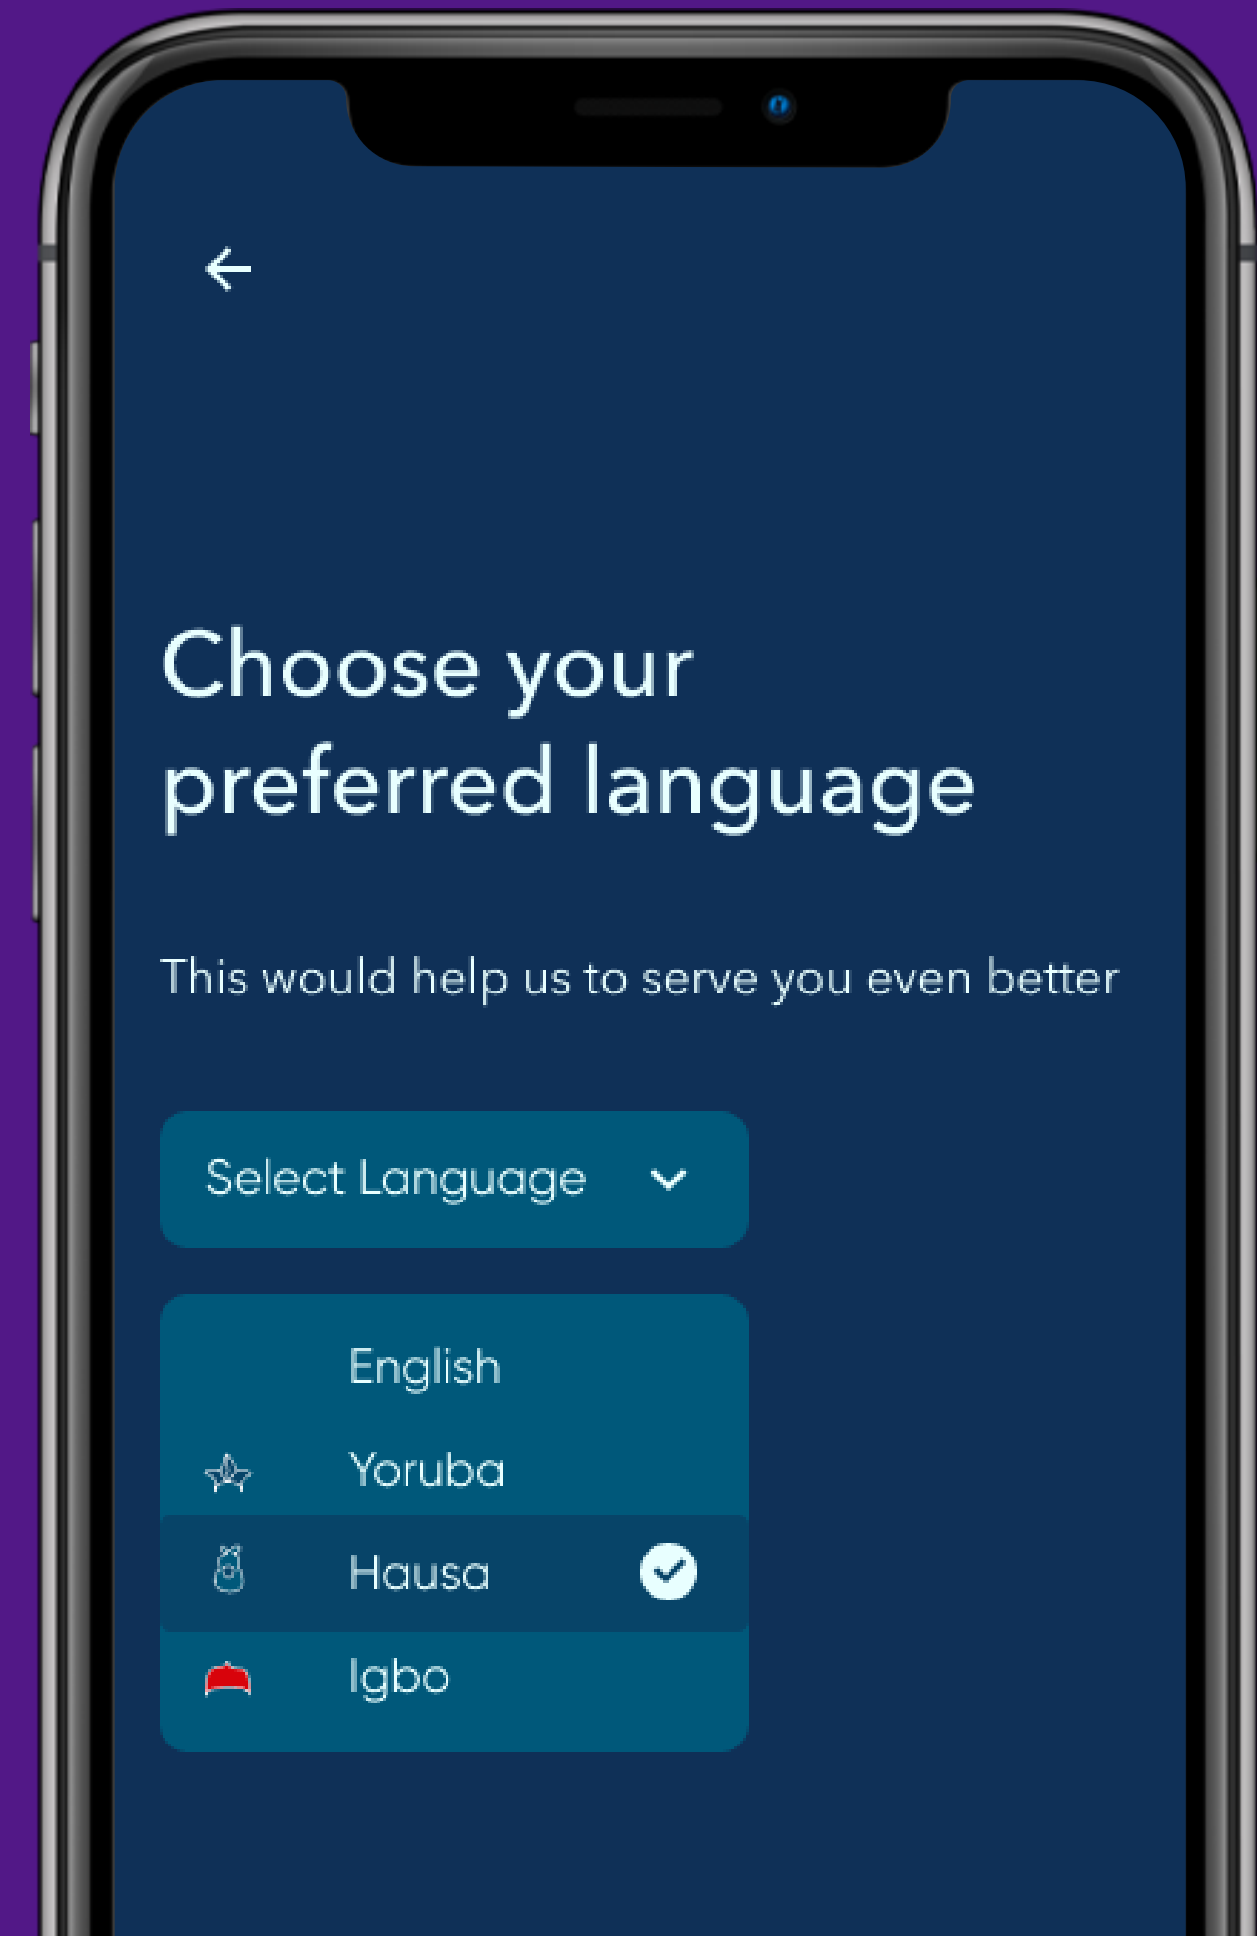 Choose your
preferred language
This would help us to serve you even better
Select Language
English
Yoruba
Hausa
Igbo